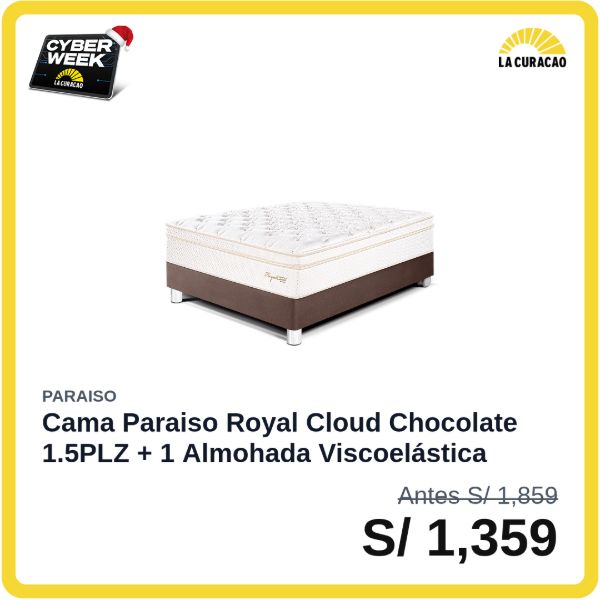 CYBER
WEEK
LA CURACAO
LA CURACAO
PARAISO
Cama Paraiso Royal Cloud Chocolate
1.5PLZ + 1 Almohada Viscoelástica
Antes S/ 1,859
S/ 1,359